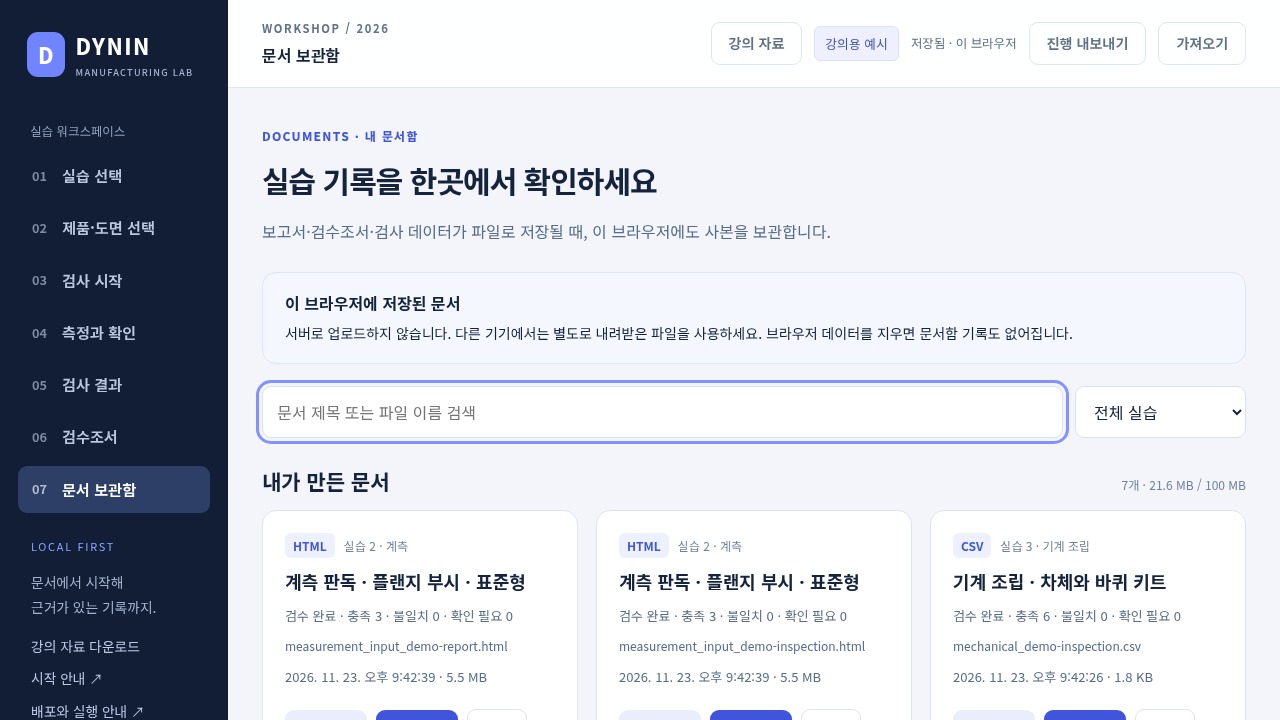 D
DYNIN
MANUFACTURING LAB
실습 워크스페이스
01 실습 선택
02 제품·도면 선택
03 검사 시작
04 측정과 확인
05 검사 결과
06 검수조서
07 문서 보관함
LOCAL FIRST
문서에서 시작해
근거가 있는 기록까지.
강의 자료 다운로드
시작 안내 ↗
배포와 실행 안내 ↗
WORKSHOP / 2026
문서 보관함
강의 자료
강의용 예시
저장됨 · 이 브라우저
진행 내보내기
가져오기
DOCUMENTS · 내 문서함
실습 기록을 한곳에서 확인하세요
보고서·검수조서·검사 데이터가 파일로 저장될 때, 이 브라우저에도 사본을 보관합니다.
이 브라우저에 저장된 문서
서버로 업로드하지 않습니다. 다른 기기에서는 별도로 내려받은 파일을 사용하세요. 브라우저 데이터를 지우면 문서함 기록도 없어집니다.
문서 제목 또는 파일 이름 검색
전체 실습
내가 만든 문서
7개 · 21.6 MB / 100 MB
HTML 실습 2 · 계측
계측 판독 · 플랜지 부시 · 표준형
검수 완료 · 충족 3 · 불일치 0 · 확인 필요 0
measurement_input_demo-report.html
2026. 11. 23. 오후 9:42:39 · 5.5 MB
HTML 실습 2 · 계측
계측 판독 · 플랜지 부시 · 표준형
검수 완료 · 충족 3 · 불일치 0 · 확인 필요 0
measurement_input_demo-inspection.html
2026. 11. 23. 오후 9:42:39 · 5.5 MB
CSV 실습 3 · 기계 조립
기계 조립 · 차체와 바퀴 키트
검수 완료 · 충족 6 · 불일치 0 · 확인 필요 0
mechanical_demo-inspection.csv
2026. 11. 23. 오후 9:42:26 · 1.8 KB